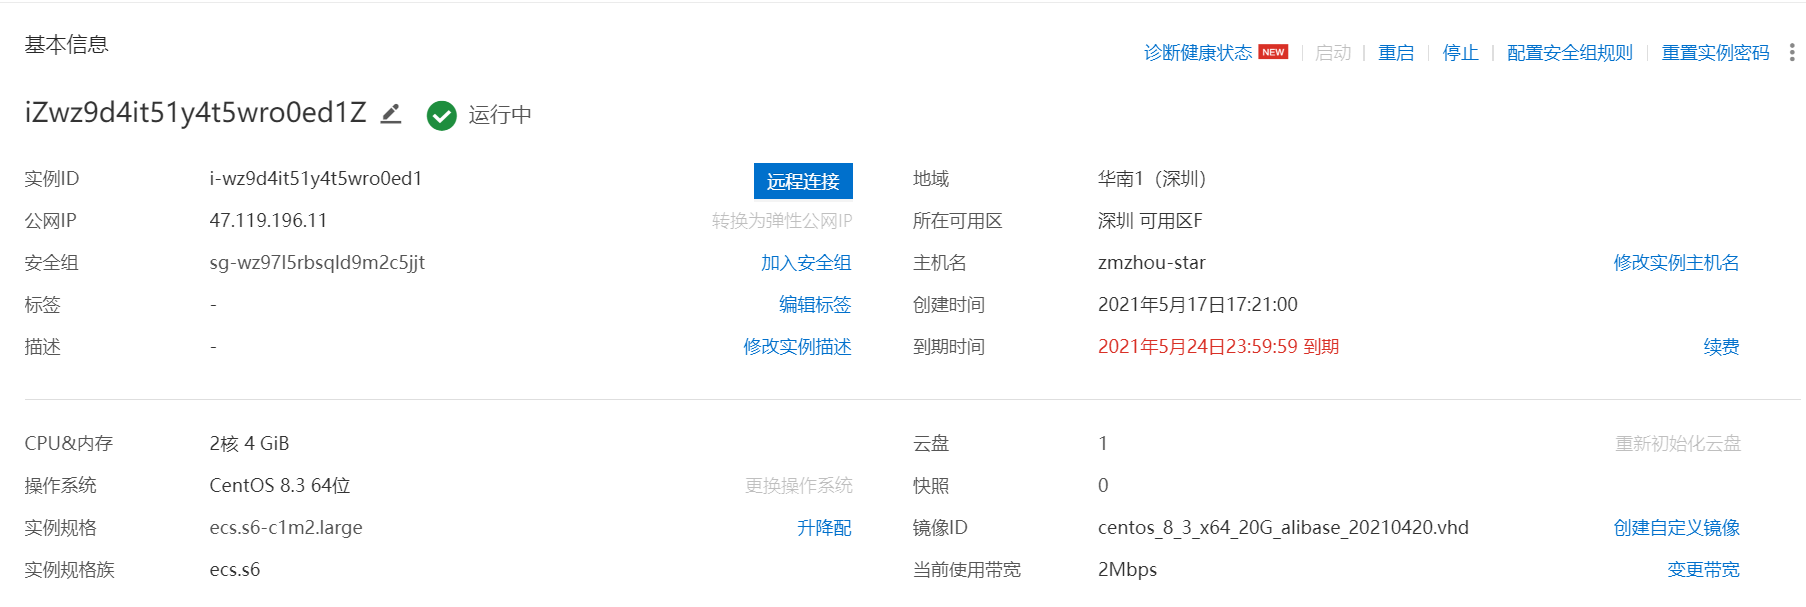 基本信息
诊断健康状态 NEW 启动 重启 停止 配置安全组规则 重置实例密码
iZwz9d4it51y4t5wro0ed1Z 运行中
实例ID i-wz9d4it51y4t5wro0ed1 远程连接 地域 华南1（深圳）
公网IP 47.119.196.11 转换为弹性公网IP 所在可用区 深圳 可用区F
安全组 sg-wz97l5rbsqld9m2c5jjt 加入安全组 主机名 zmzhou-star 修改实例主机名
标签 - 编辑标签 创建时间 2021年5月17日17:21:00
描述 - 修改实例描述 到期时间 2021年5月24日23:59:59 到期 续费
CPU&内存 2核 4 GiB 云盘 1 重新初始化云盘
操作系统 CentOS 8.3 64位 更换操作系统 快照 0
实例规格 ecs.s6-c1m2.large 升降配 镜像ID centos_8_3_x64_20G_alibase_20210420.vhd 创建自定义镜像
实例规格族 ecs.s6 当前使用带宽 2Mbps 变更带宽